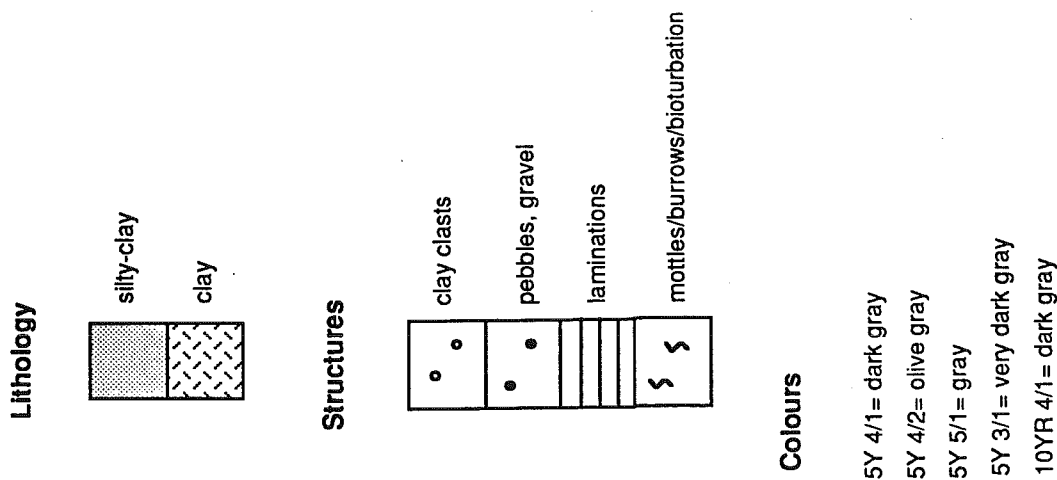 Lithology
silty-clay
clay
Structures
clay clasts
pebbles, gravel
laminations
mottles/burrows/bioturbation
Colours
5Y 4/1= dark gray
5Y 4/2= olive gray
5Y 5/1= gray
5Y 3/1= very dark gray
10YR 4/1= dark gray